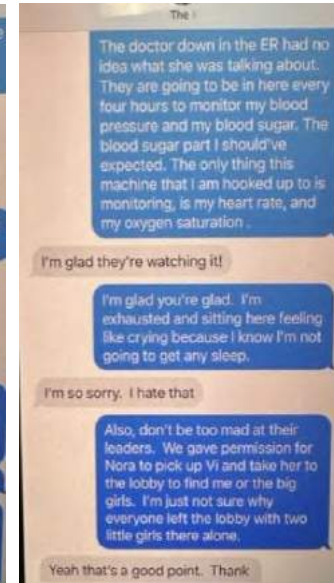 The
The doctor down in the ER had no
idea what she was talking about.
They are going to be in here every
four hours to monitor my blood
pressure and my blood sugar. The
blood sugar part I should've
expected. The only thing this
machine that I am hooked up to is
monitoring, is my heart rate, and
my oxygen saturation .
I'm glad they're watching it!
I'm glad you're glad. I'm
exhausted and sitting here feeling
like crying because I know I'm not
going to get any sleep.
I'm so sorry. I hate that
Also, don't be too mad at their
leaders. We gave permission for
Nora to pick up Vi and take her to
the lobby to find me or the big
girls. I'm just not sure why
everyone left the lobby with two
little girls there alone.
Yeah that's a good point. Thank